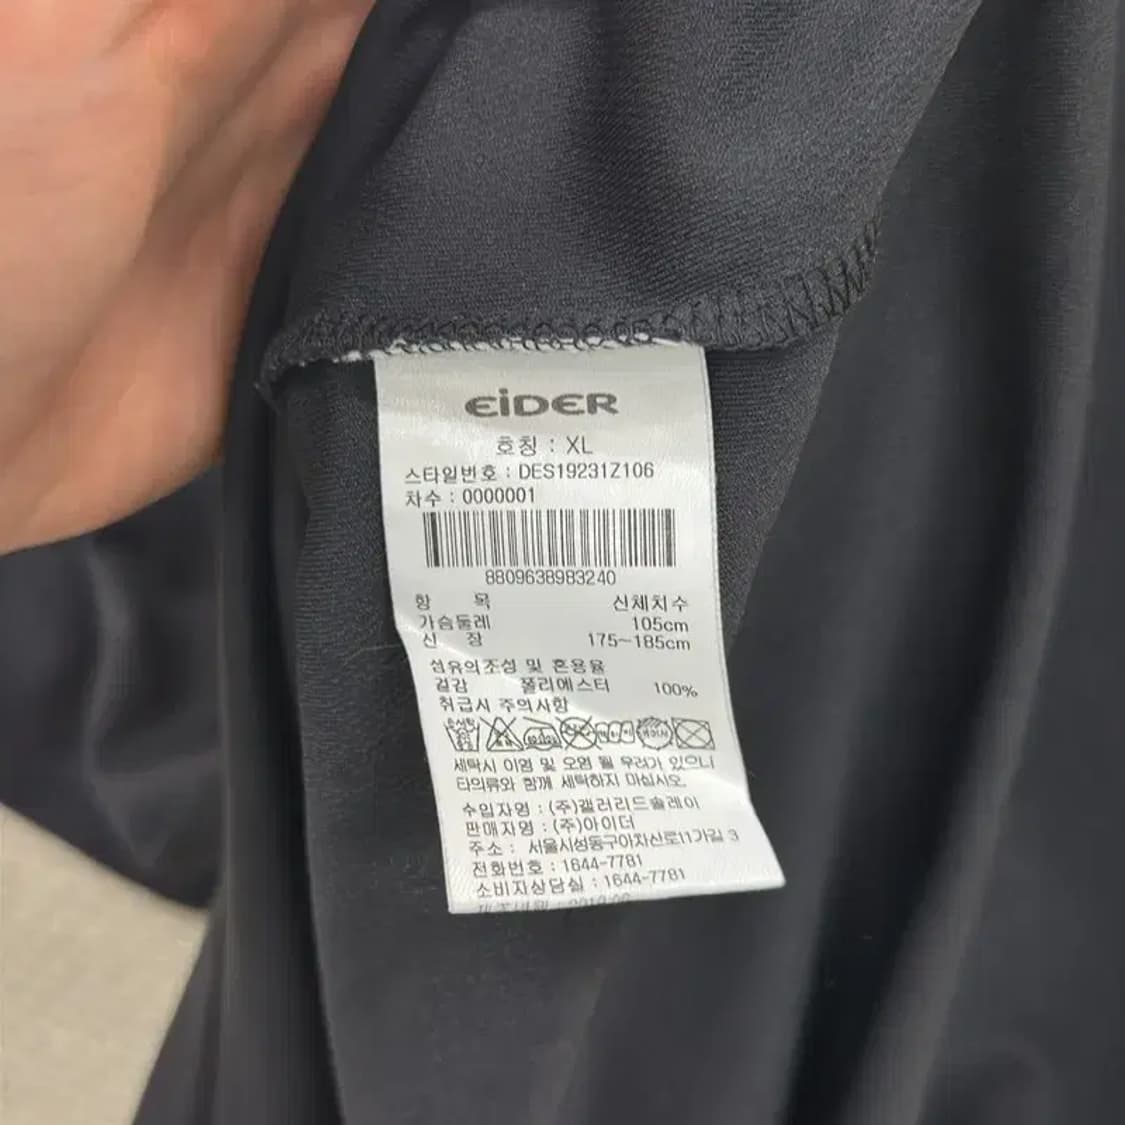 EiDER
호칭 : XL
스타일번호 : DES19231Z106
차수 : 0000001
8809638983240
항 목 신체치수
가슴둘레 105cm
신 장 175~185cm
섬유의조성 및 혼용율
겉감 폴리에스터 100%
취급시 주의사항
세탁시 이염 및 오염 될 우려가 있으니
타의류와 함께 세탁하지 마십시오.
수입자명 : (주)갤러리드솔레이
판매자명 : (주)아이더
주소 : 서울시성동구아차산로11가길 3
전화번호 : 1644-7781
소비자상담실 : 1644-7781